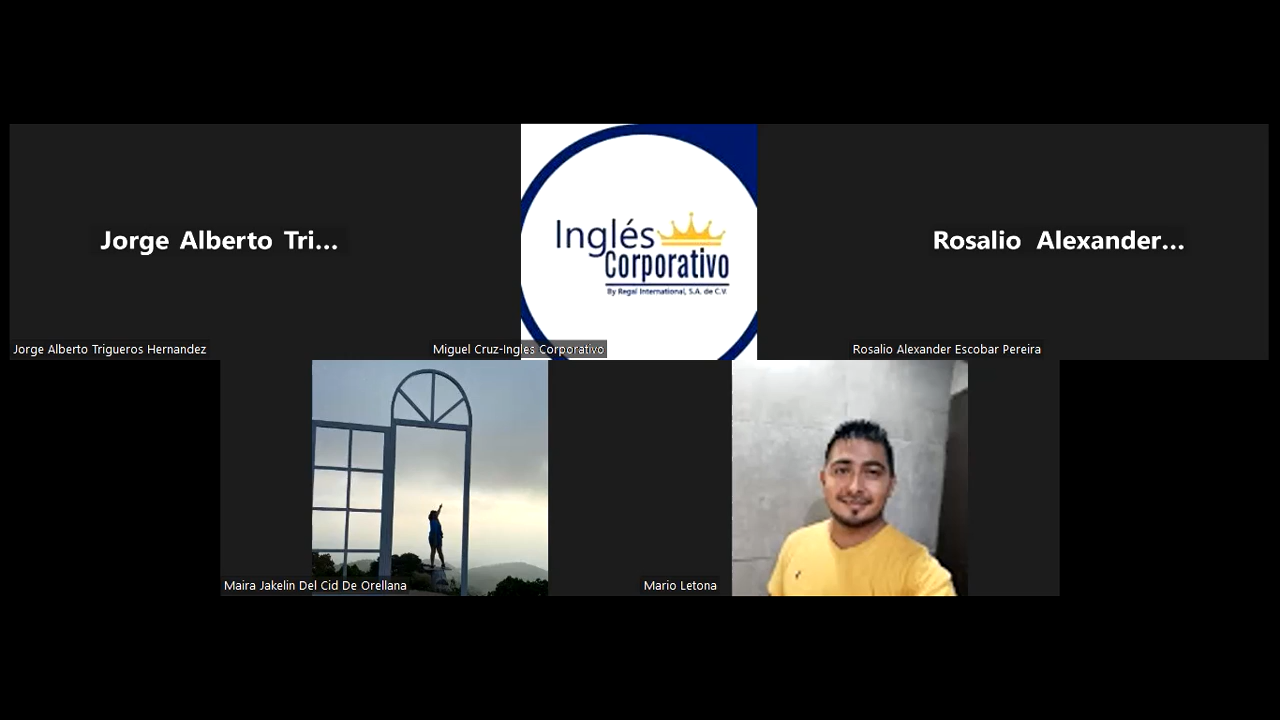 Jorge Alberto Tri...
Inglés
Corporativo
By Regal International, S.A. de C.V.
Rosalio Alexander...
Jorge Alberto Trigueros Hernandez
Miguel Cruz-Ingles Corporativo
Rosalio Alexander Escobar Pereira
Maira Jakelin Del Cid De Orellana
Mario Letona